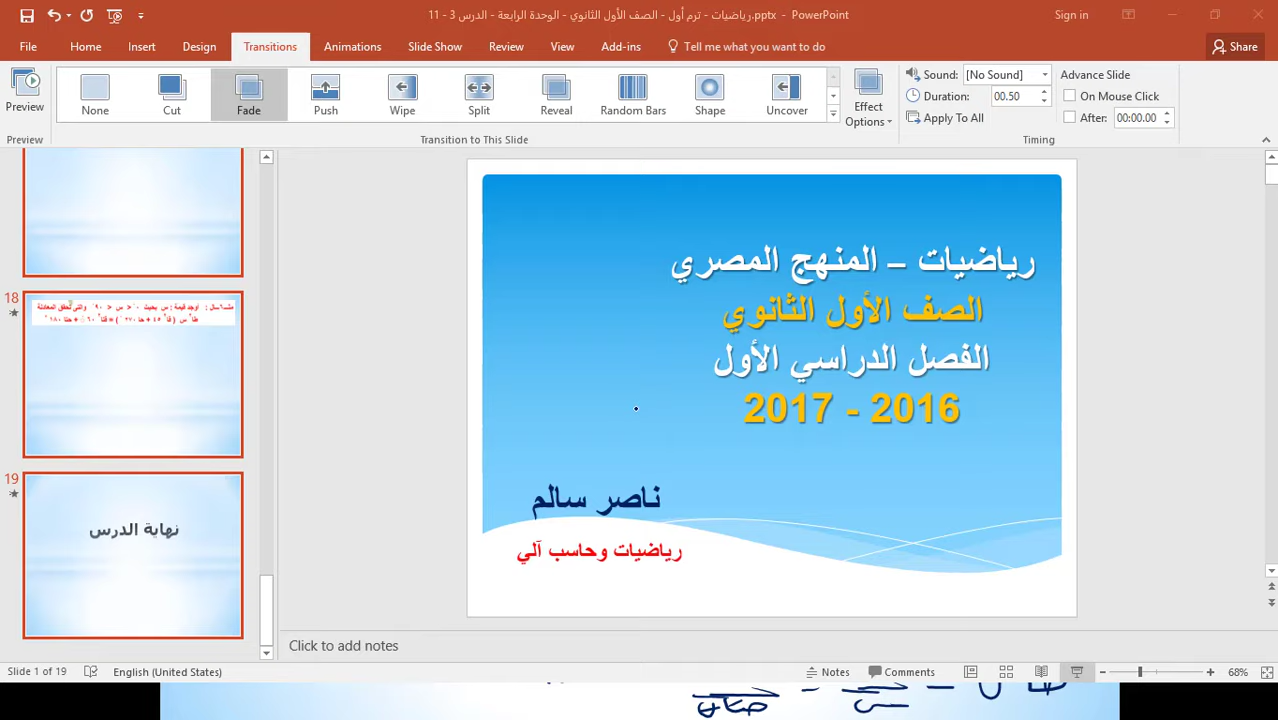 رياضيات - ترم أول - الصف الأول الثانوي - الوحدة الرابعة - الدرس 3 - 11.pptx - PowerPoint
Sign in
File Home Insert Design Transitions Animations Slide Show Review View Add-ins Tell me what you want to do Share
Preview
None Cut Fade Push Wipe Split Reveal Random Bars Shape Uncover
Effect Options
Sound: [No Sound]
Duration: 00.50
Apply To All
Advance Slide
On Mouse Click
After: 00:00.00
Preview
Transition to This Slide
Timing
18
19
نهاية الدرس
رياضيات – المنهج المصري
الصف الأول الثانوي
الفصل الدراسي الأول
2016 - 2017
ناصر سالم
رياضيات وحاسب آلي
Click to add notes
Slide 1 of 19 English (United States) Notes Comments 68%